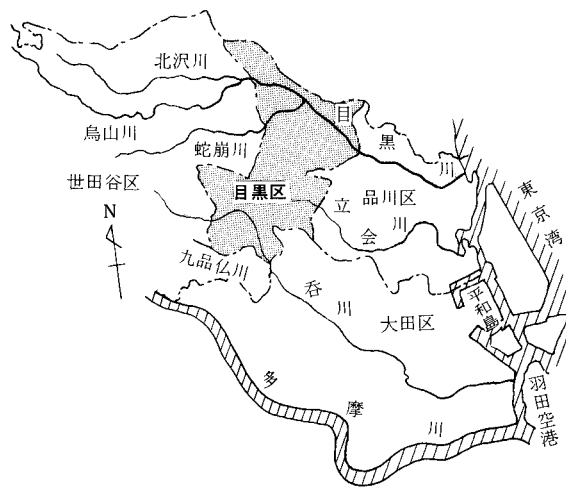 北沢川
目黒川
烏山川
蛇崩川
世田谷区
目黒区
品川区
立会川
東京湾
N
九品仏川
呑川
平和島
大田区
多摩川
羽田空港